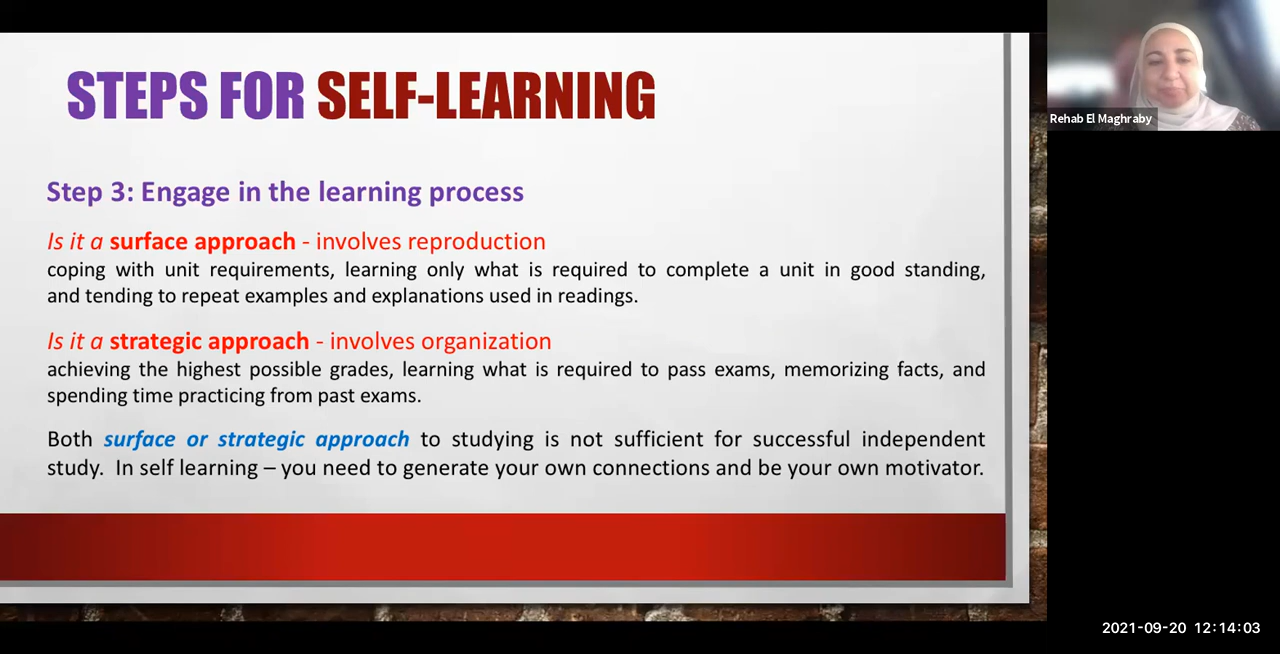 STEPS FOR SELF-LEARNING
Rehab El Maghraby
Step 3: Engage in the learning process
Is it a surface approach - involves reproduction
coping with unit requirements, learning only what is required to complete a unit in good standing,
and tending to repeat examples and explanations used in readings.
Is it a strategic approach - involves organization
achieving the highest possible grades, learning what is required to pass exams, memorizing facts, and
spending time practicing from past exams.
Both surface or strategic approach to studying is not sufficient for successful independent
study. In self learning – you need to generate your own connections and be your own motivator.
2021-09-20 12:14:03